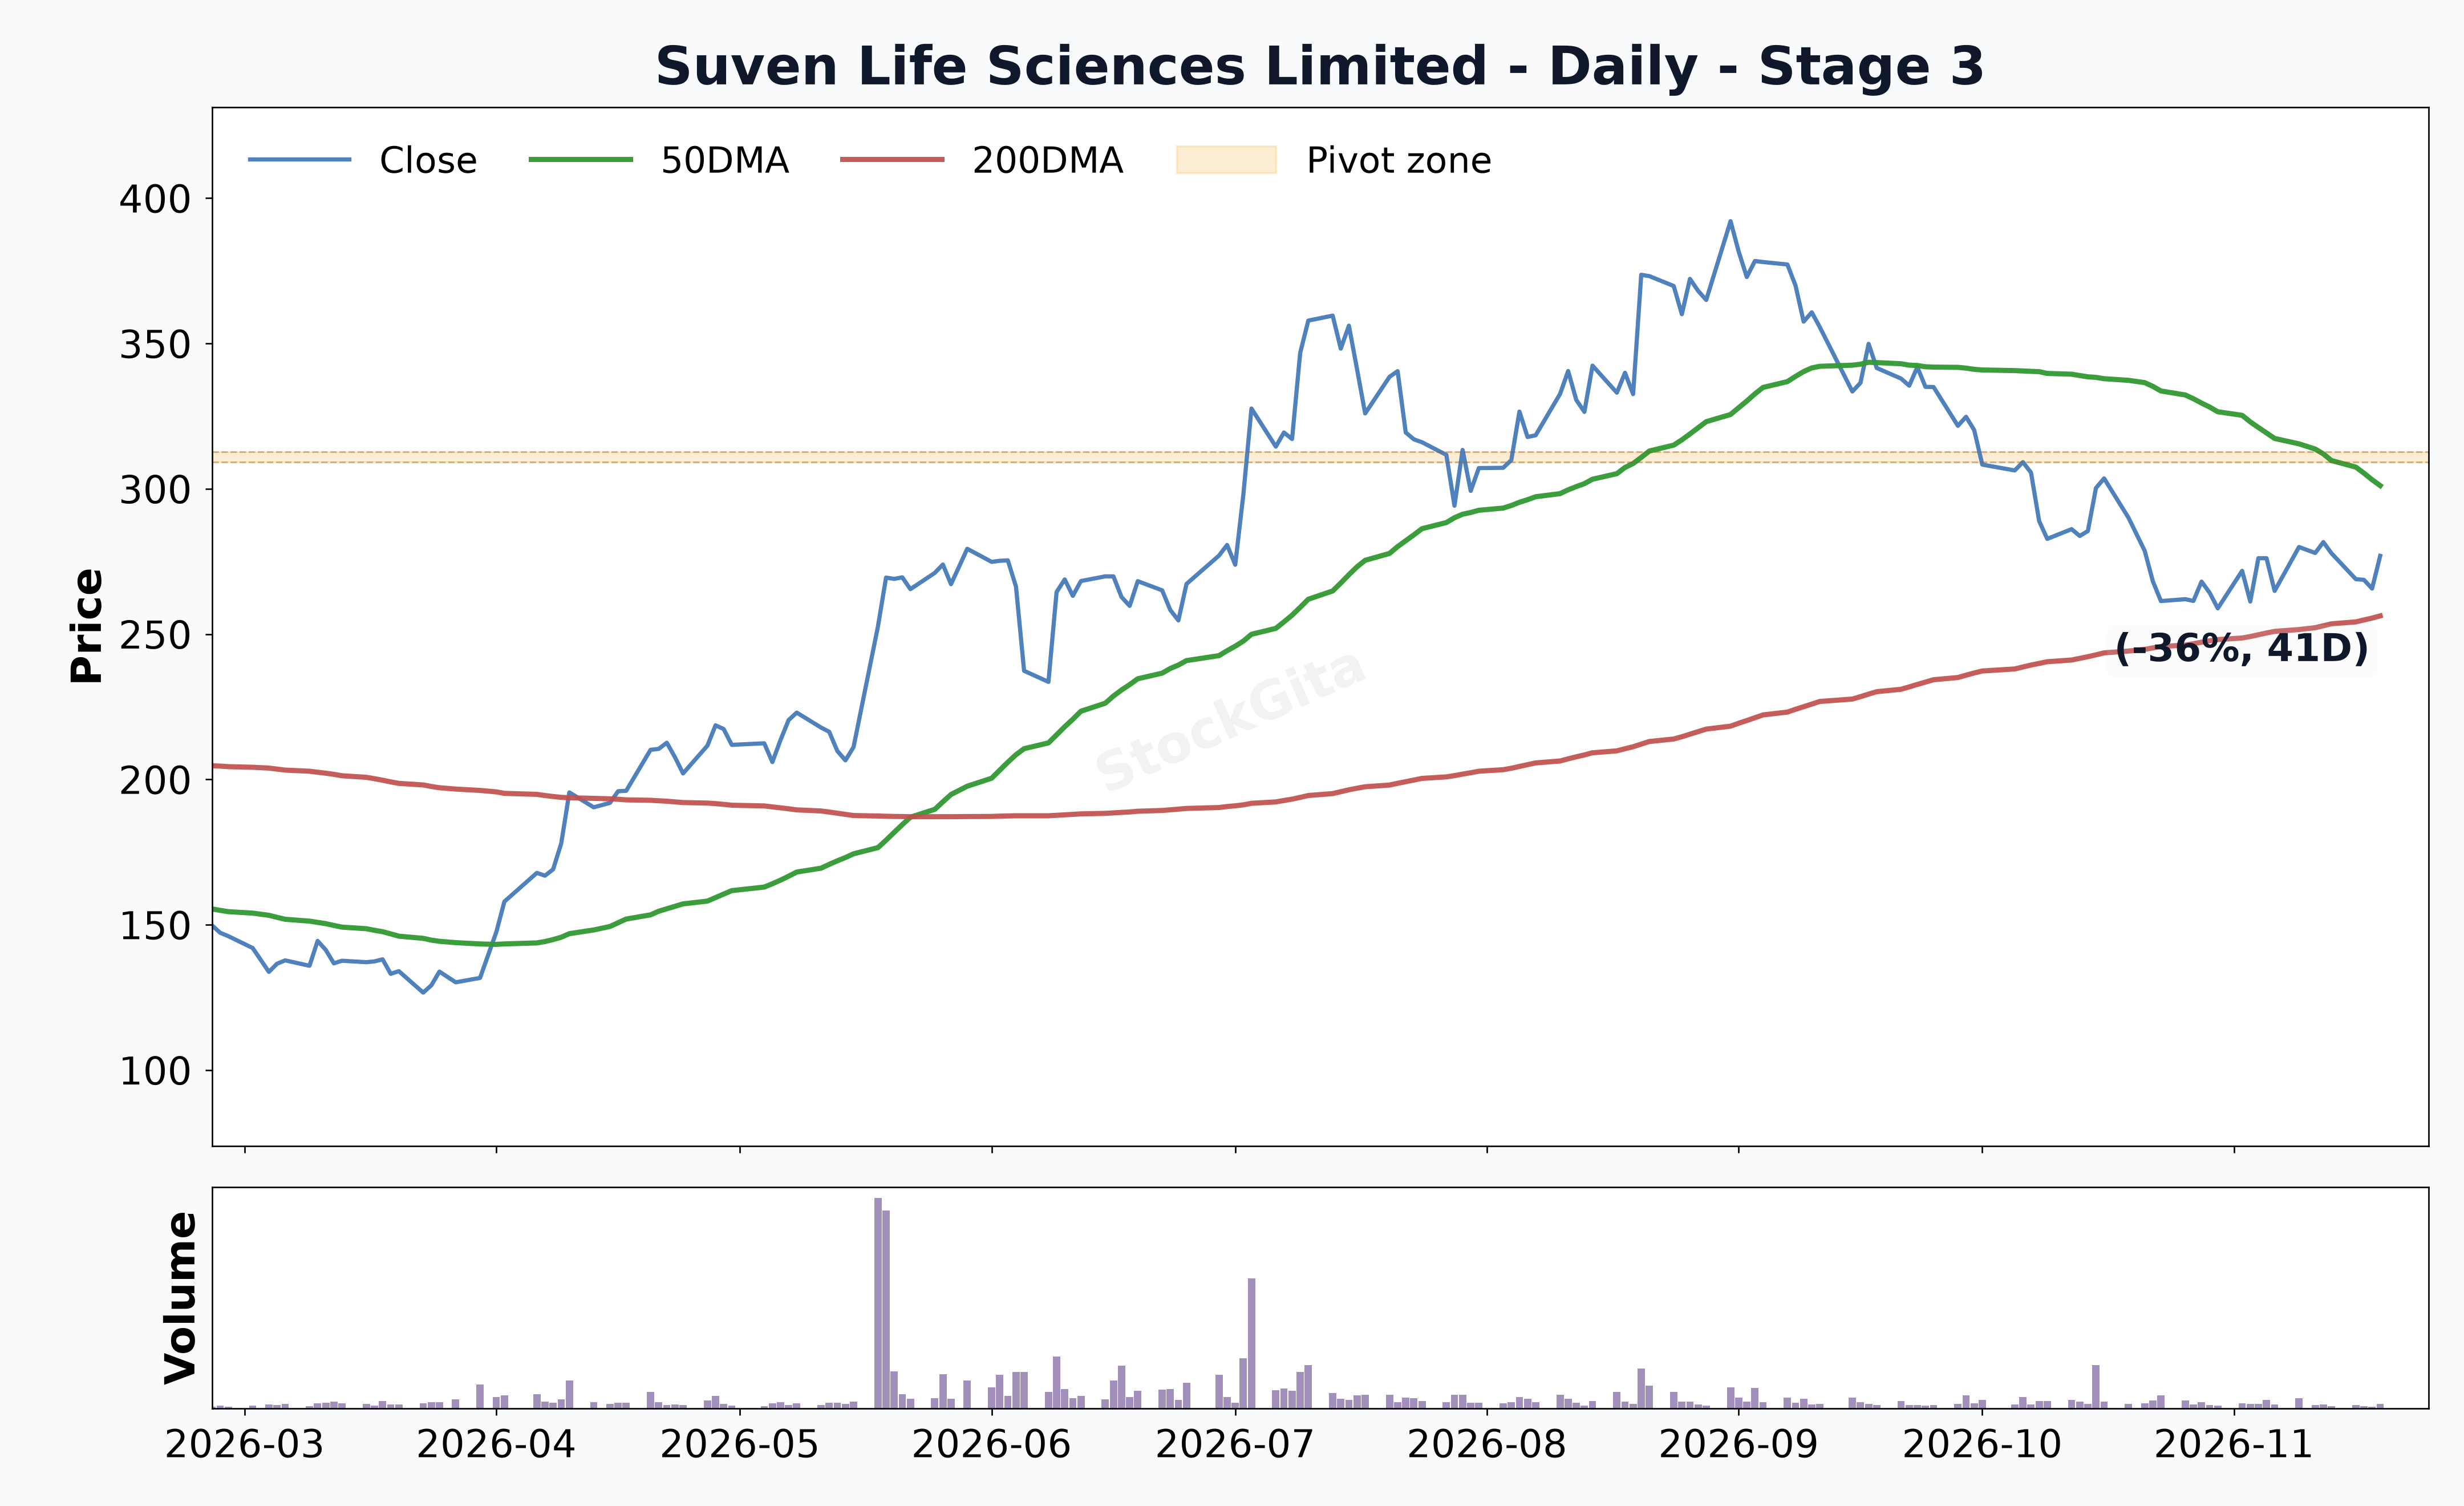 Suven Life Sciences Limited - Daily - Stage 3
Close 50DMA 200DMA Pivot zone
400
350
300
250
200
150
100
Price
(-36%, 41D)
StockGita
Volume
2026-03 2026-04 2026-05 2026-06 2026-07 2026-08 2026-09 2026-10 2026-11